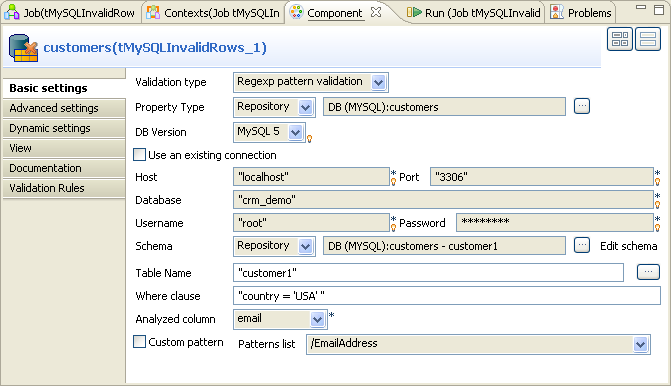 Job(tMySQLInvalidRow Contexts(Job tMySQLIn Component Run (Job tMySQLInvalid Problems
customers(tMySQLInvalidRows_1)
Basic settings
Advanced settings
Dynamic settings
View
Documentation
Validation Rules
Validation type Regexp pattern validation
Property Type Repository DB (MYSQL):customers ...
DB Version MySQL 5
Use an existing connection
Host "localhost" * Port "3306" *
Database "crm_demo" *
Username "root" * Password ******** *
Schema Repository DB (MYSQL):customers - customer1 ... Edit schema
Table Name "customer1" ...
Where clause "country = 'USA' "
Analyzed column email *
Custom pattern Patterns list /EmailAddress